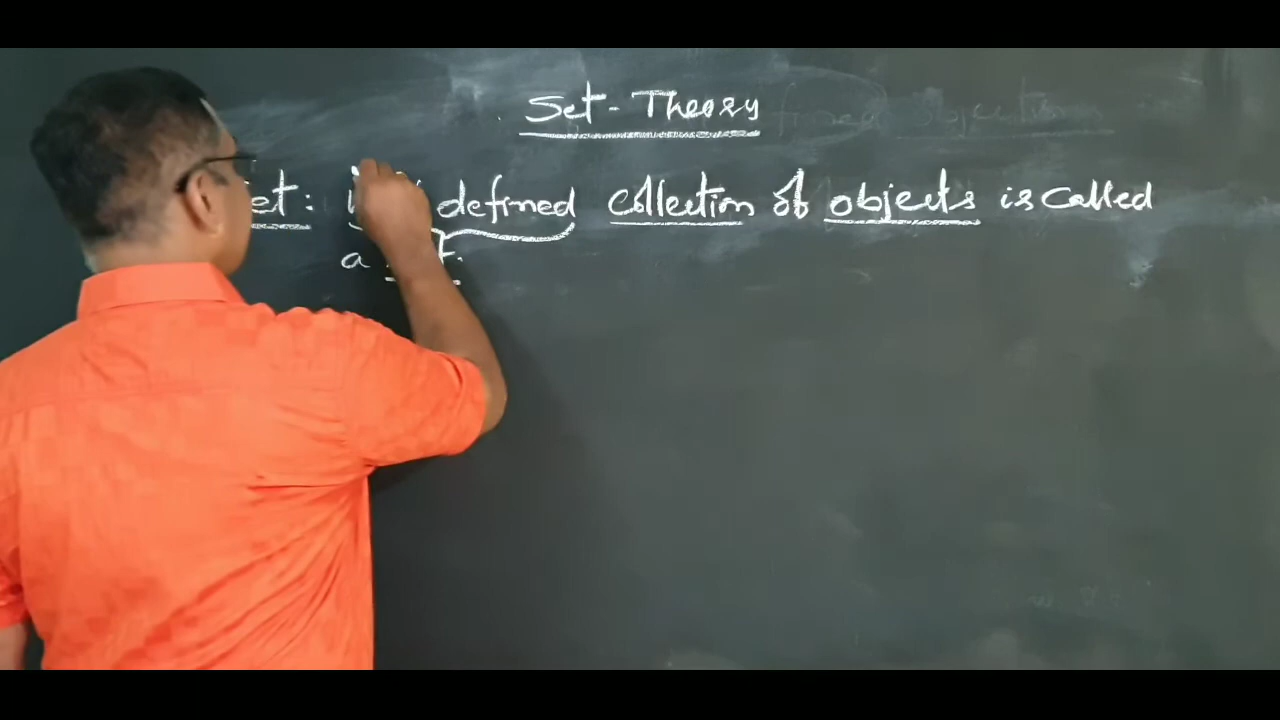 Set-Theory
et: defined collection of objects is called
a